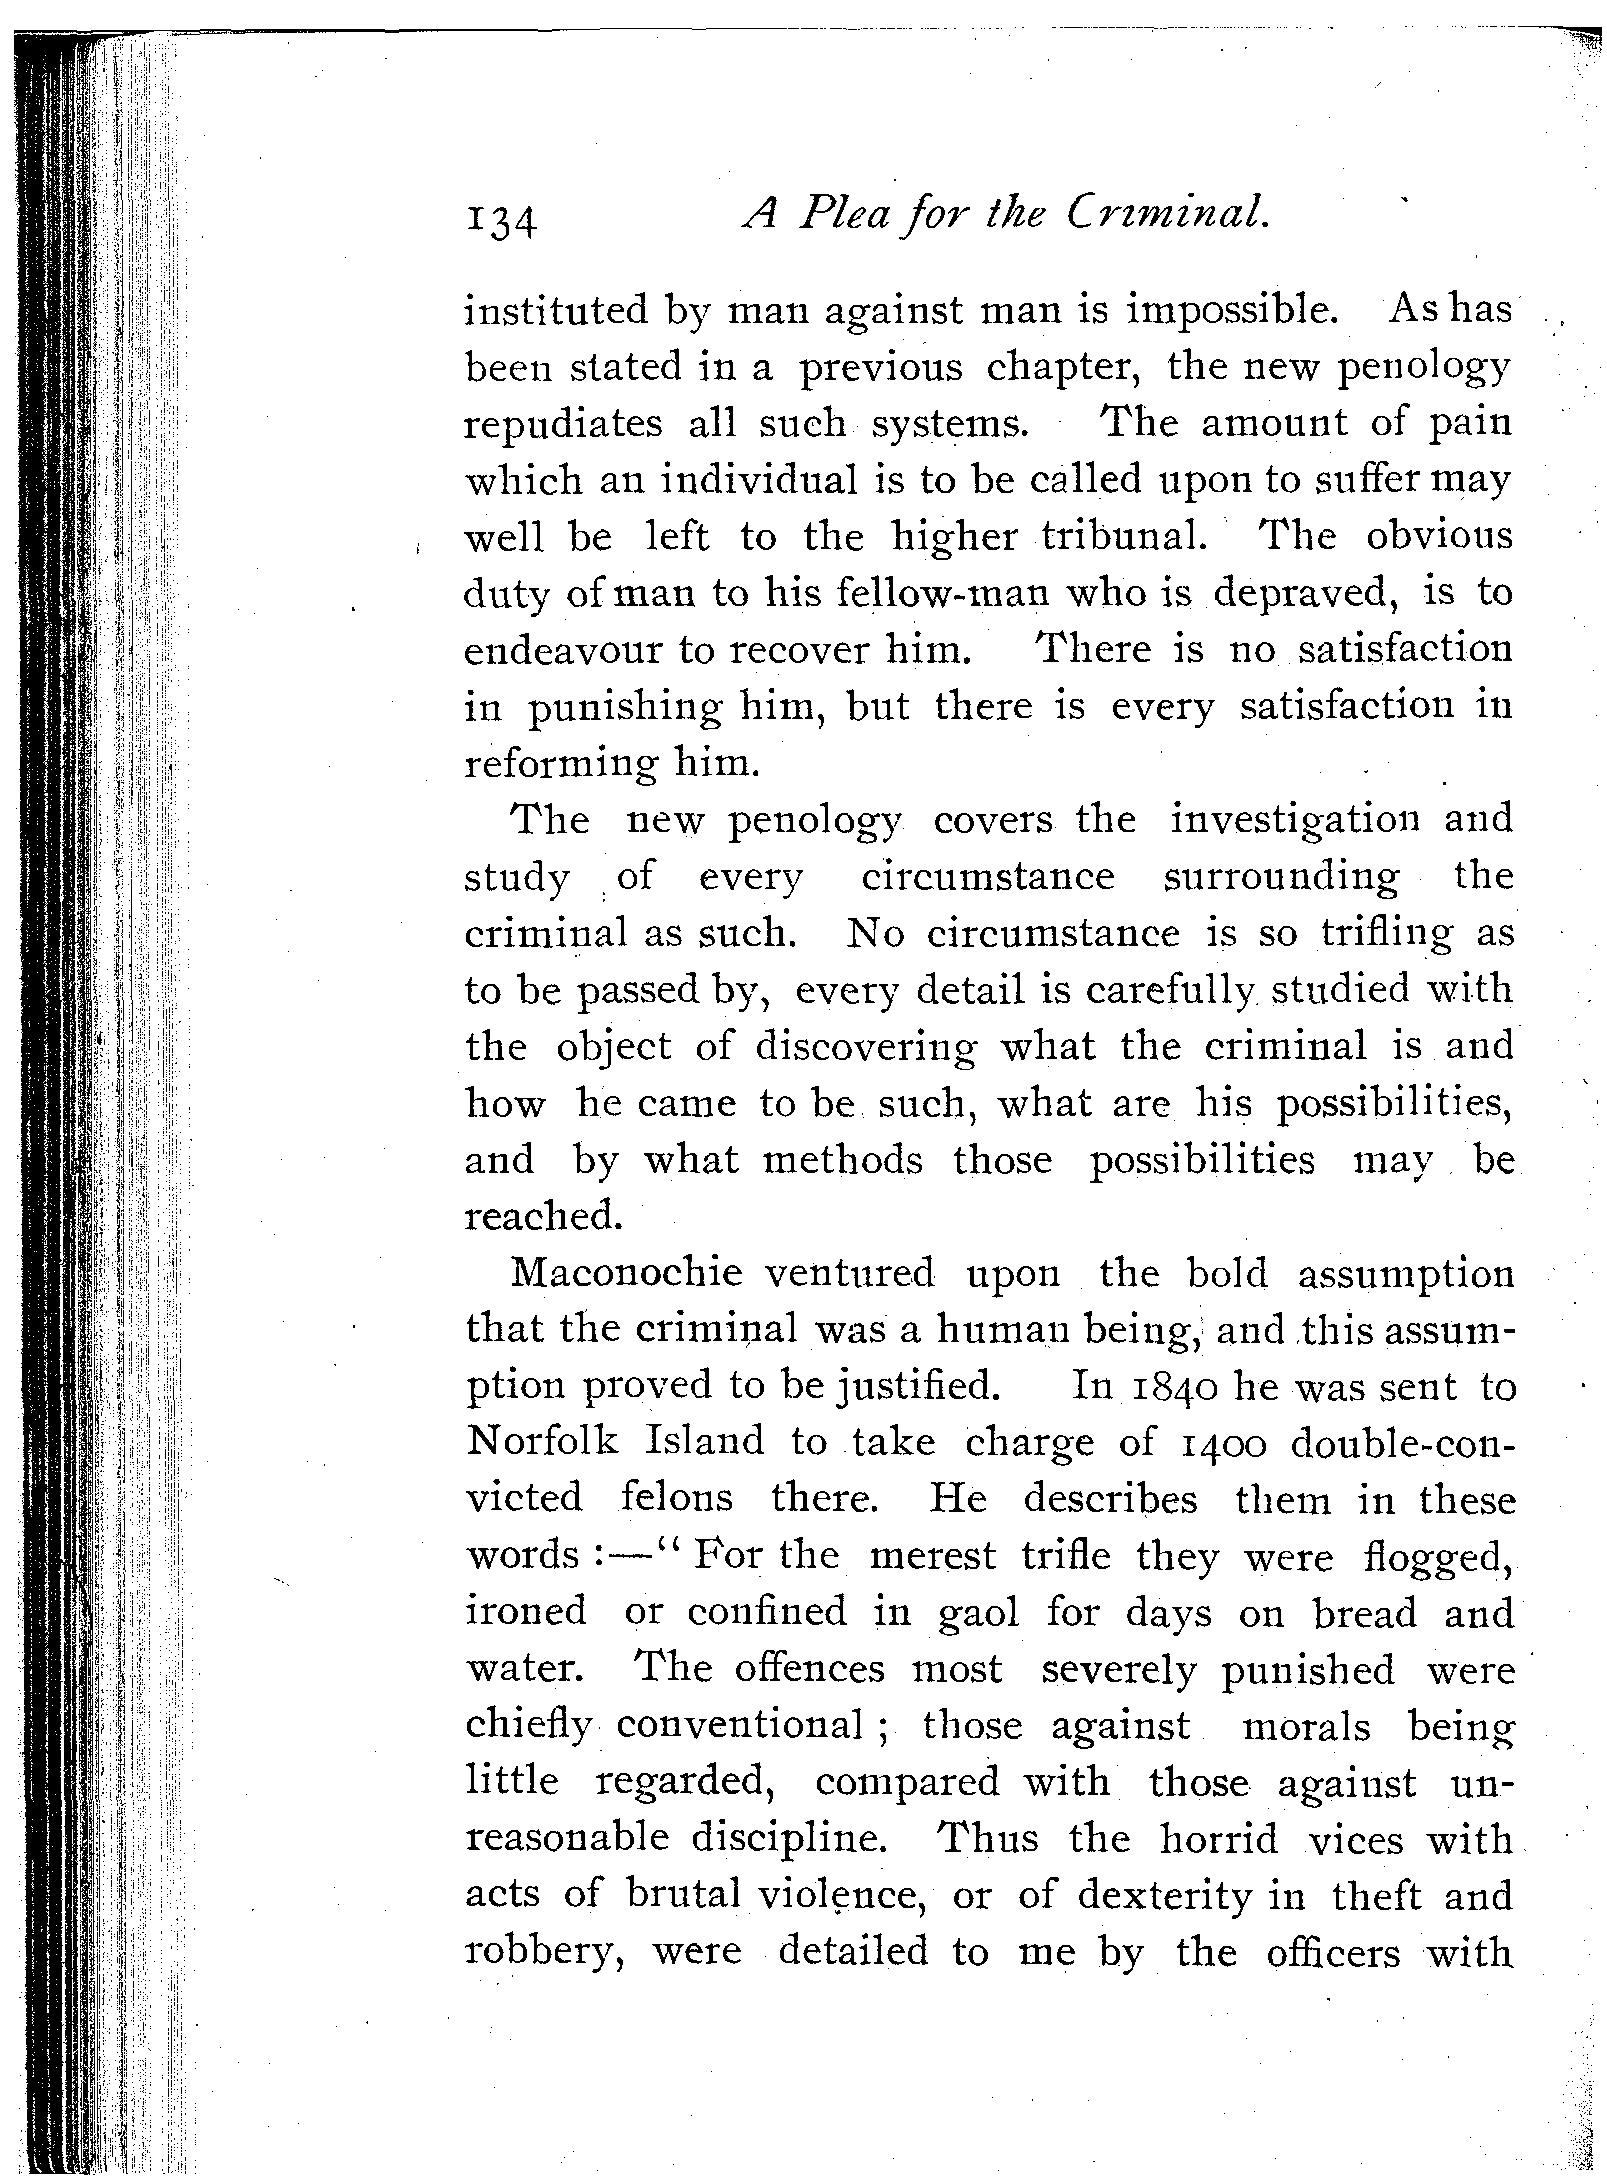 134 A Plea for the Criminal.
instituted by man against man is impossible. As has
been stated in a previous chapter, the new penology
repudiates all such systems. The amount of pain
which an individual is to be called upon to suffer may
well be left to the higher tribunal. The obvious
duty of man to his fellow-man who is depraved, is to
endeavour to recover him. There is no satisfaction
in punishing him, but there is every satisfaction in
reforming him.
The new penology covers the investigation and
study of every circumstance surrounding the
criminal as such. No circumstance is so trifling as
to be passed by, every detail is carefully studied with
the object of discovering what the criminal is and
how he came to be such, what are his possibilities,
and by what methods those possibilities may be
reached.
Maconochie ventured upon the bold assumption
that the criminal was a human being, and this assum-
ption proved to be justified. In 1840 he was sent to
Norfolk Island to take charge of 1400 double-con-
victed felons there. He describes them in these
words :—“ For the merest trifle they were flogged,
ironed or confined in gaol for days on bread and
water. The offences most severely punished were
chiefly conventional ; those against morals being
little regarded, compared with those against un-
reasonable discipline. Thus the horrid vices with
acts of brutal violence, or of dexterity in theft and
robbery, were detailed to me by the officers with